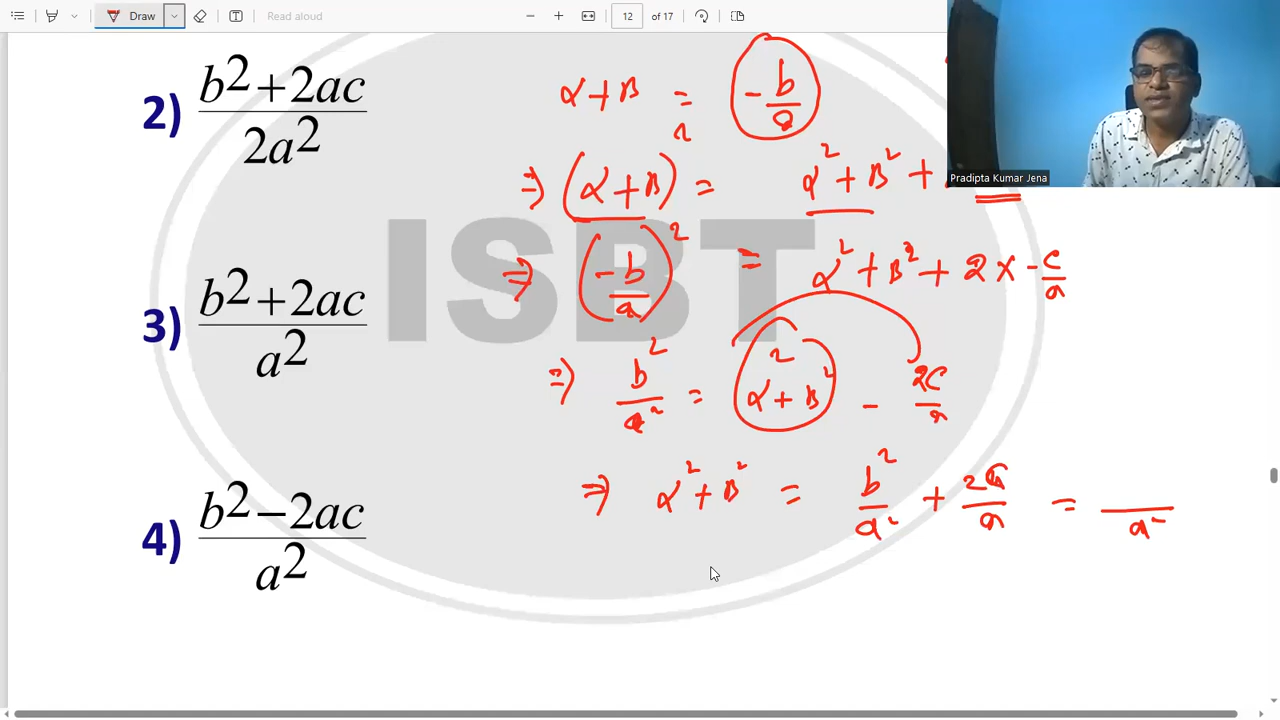 Draw
Read aloud
12 of 17
Pradipta Kumar Jena
ISBT
2) b²+2ac / 2a²
3) b²+2ac / a²
4) b²−2ac / a²
α+β = -b/a
⇒ (α+β)² = α²+β²+
⇒ (-b/a)² = α²+β²+ 2 × -c/a
⇒ b²/a² = α²+β² - 2c/a
⇒ α²+β² = b²/a² + 2c/a = /a²